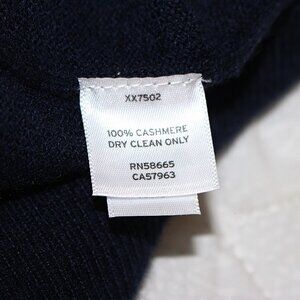 XX7502
100% CASHMERE
DRY CLEAN ONLY
RN58665
CA57963